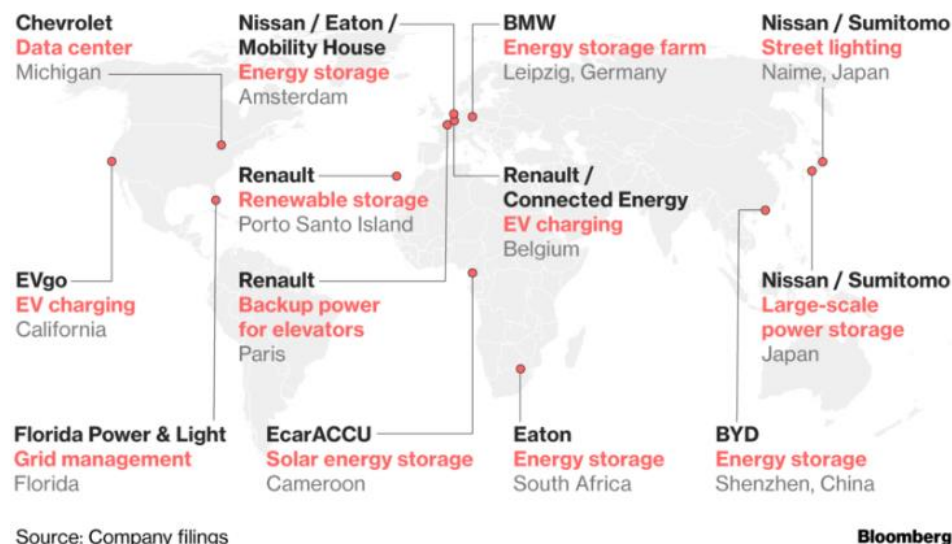 Chevrolet
Data center
Michigan
Nissan / Eaton /
Mobility House
Energy storage
Amsterdam
BMW
Energy storage farm
Leipzig, Germany
Nissan / Sumitomo
Street lighting
Naime, Japan
Renault
Renewable storage
Porto Santo Island
Renault /
Connected Energy
EV charging
Belgium
EVgo
EV charging
California
Renault
Backup power
for elevators
Paris
Nissan / Sumitomo
Large-scale
power storage
Japan
Florida Power & Light
Grid management
Florida
EcarACCU
Solar energy storage
Cameroon
Eaton
Energy storage
South Africa
BYD
Energy storage
Shenzhen, China
Source: Company filings
Bloomberg